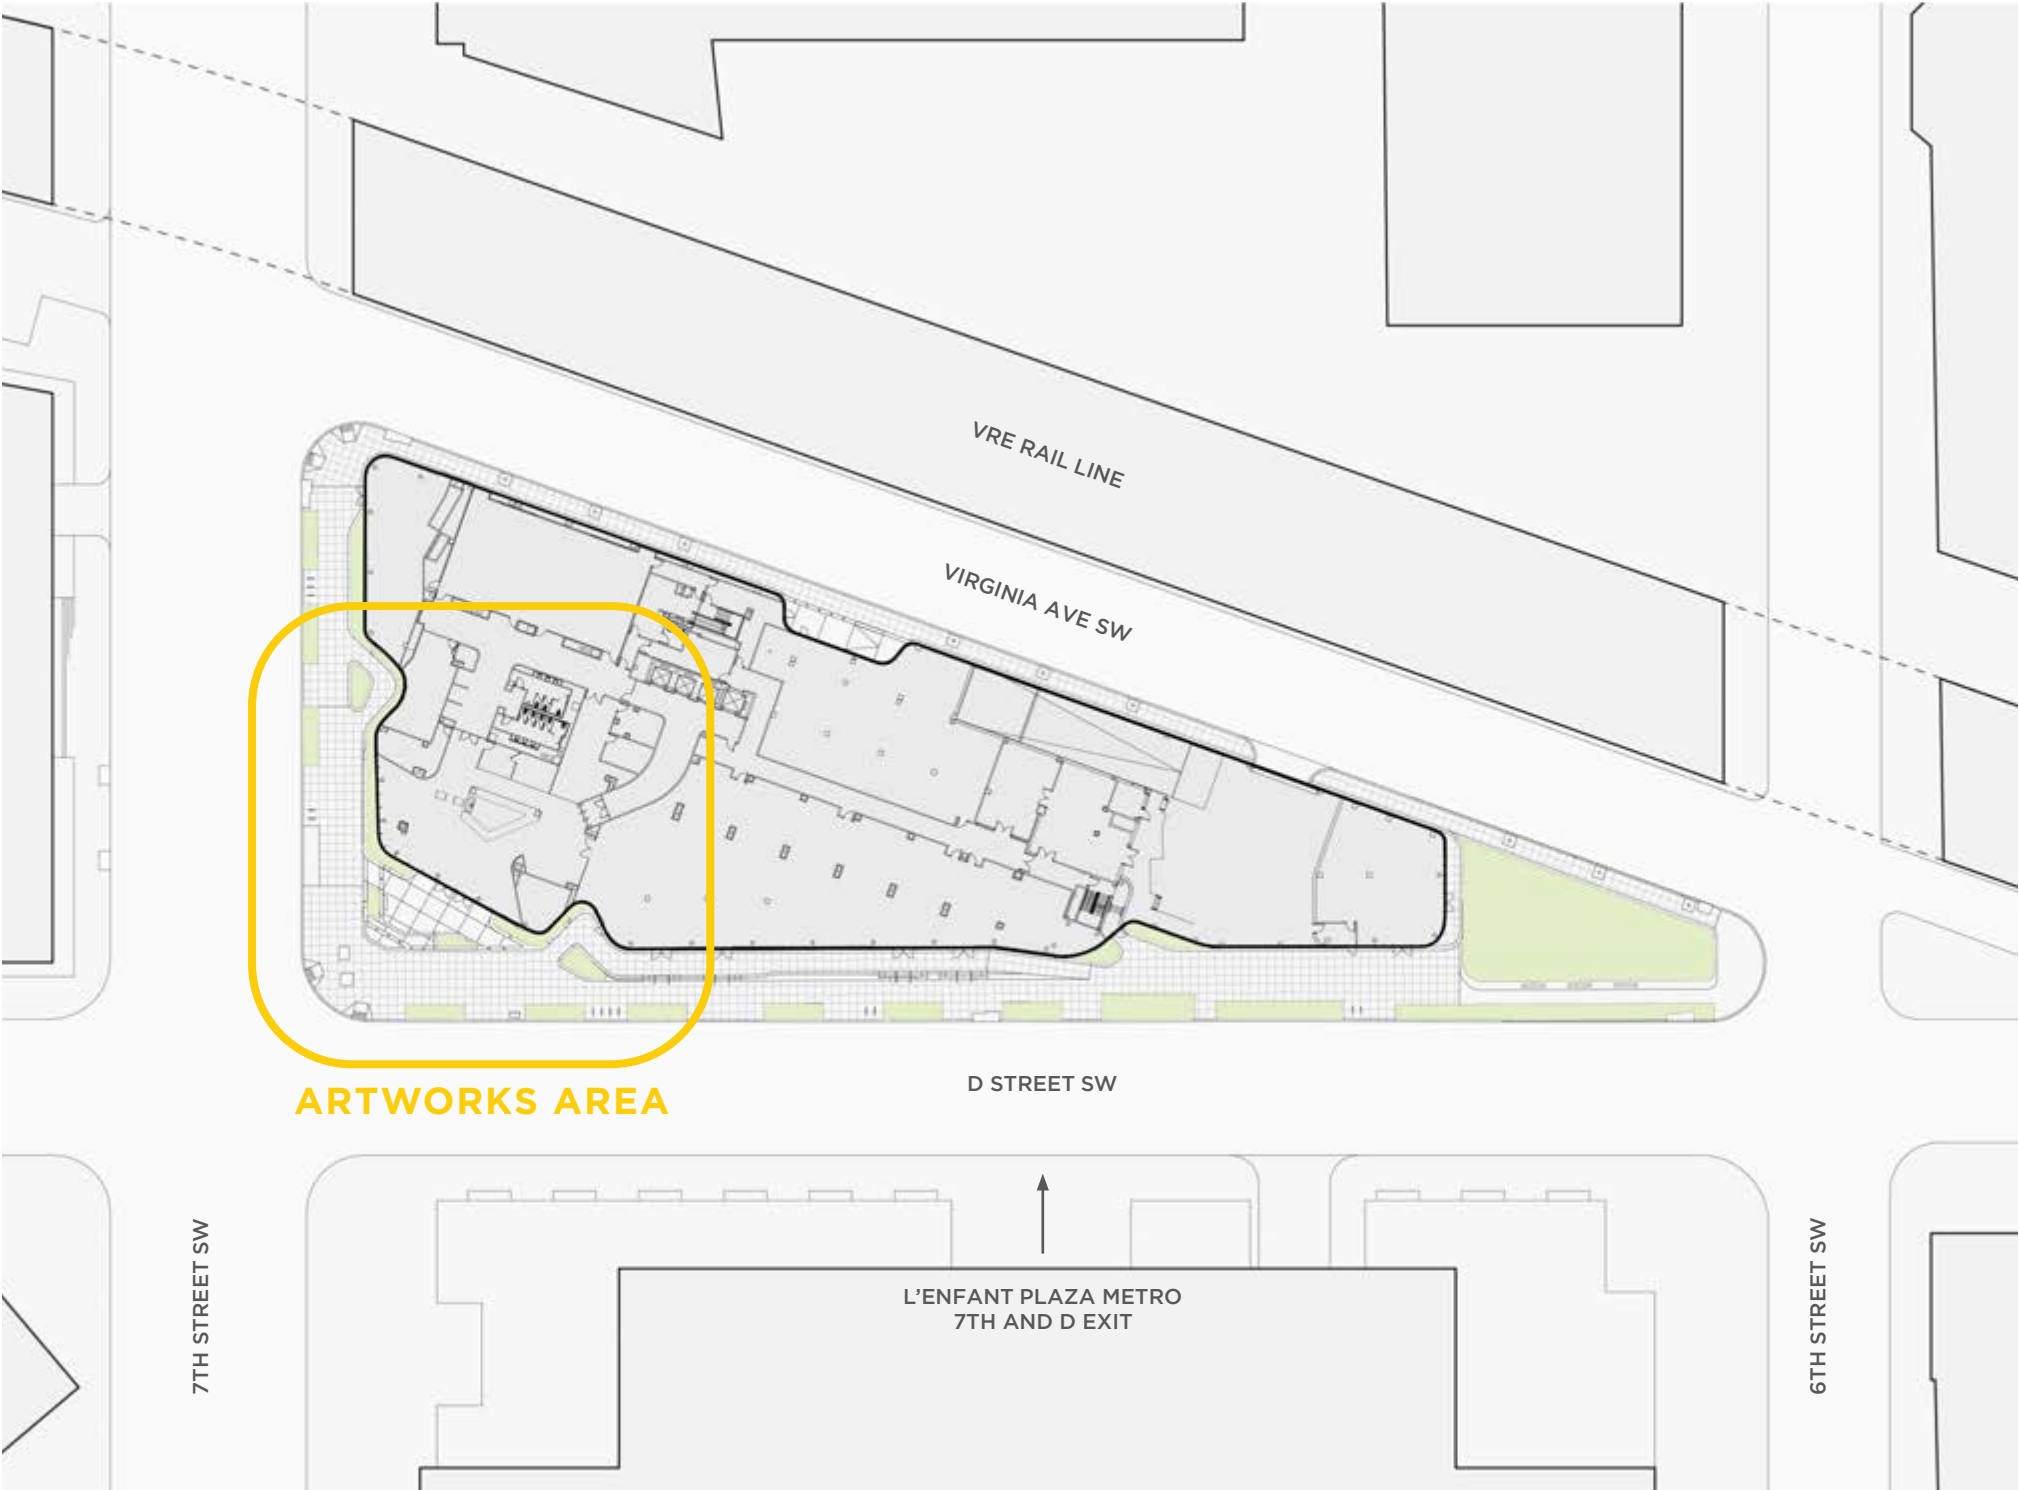 VRE RAIL LINE
VIRGINIA AVE SW
D STREET SW
ARTWORKS AREA
7TH STREET SW
L'ENFANT PLAZA METRO
7TH AND D EXIT
6TH STREET SW